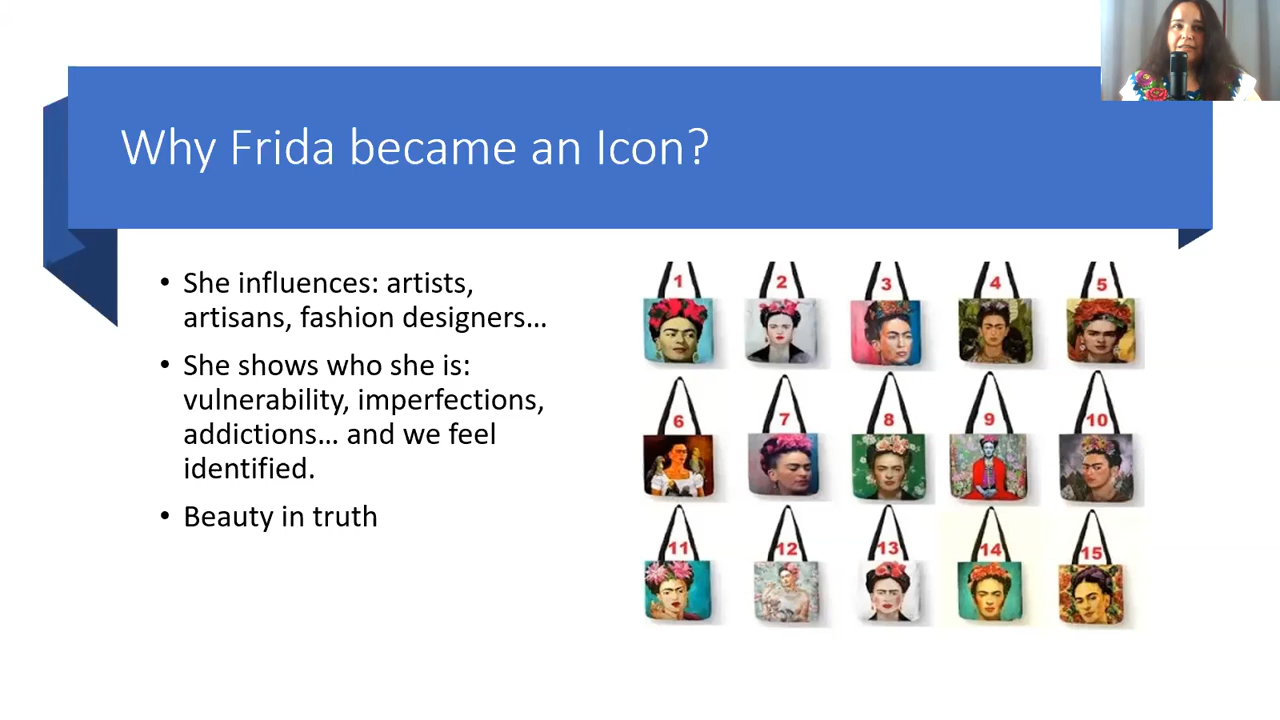 Why Frida became an Icon?
• She influences: artists,
artisans, fashion designers…
• She shows who she is:
vulnerability, imperfections,
addictions… and we feel
identified.
• Beauty in truth
1 2 3 4 5
6 7 8 9 10
11 12 13 14 15